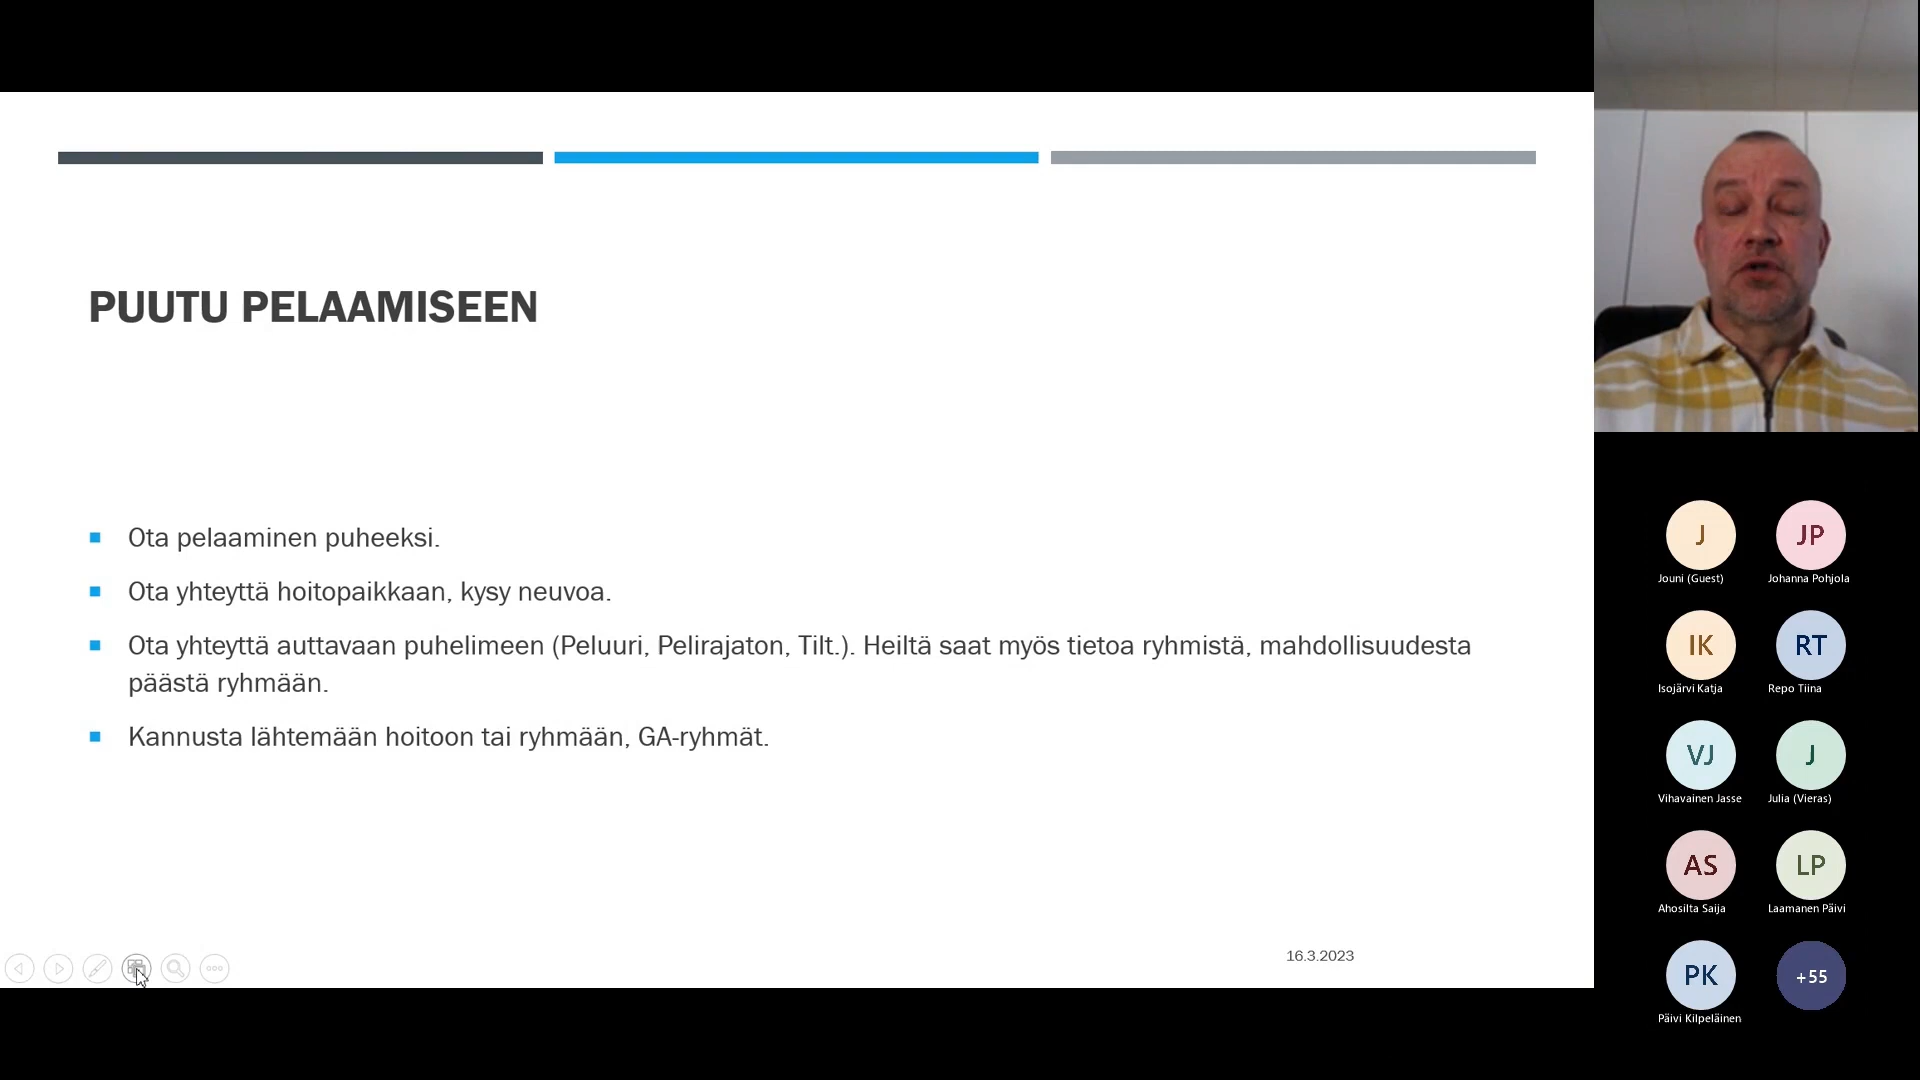 PUUTU PELAAMISEEN
Ota pelaaminen puheeksi.
Ota yhteyttä hoitopaikkaan, kysy neuvoa.
Ota yhteyttä auttavaan puhelimeen (Peluuri, Pelirajaton, Tilt.). Heiltä saat myös tietoa ryhmistä, mahdollisuudesta
päästä ryhmään.
Kannusta lähtemään hoitoon tai ryhmään, GA-ryhmät.
16.3.2023
J
JP
Jouni (Guest)
Johanna Pohjola
IK
RT
Isojärvi Katja
Repo Tiina
VJ
J
Vihavainen Jasse
Julia (Vieras)
AS
LP
Ahosilta Saija
Laamanen Päivi
PK
+55
Päivi Kilpeläinen